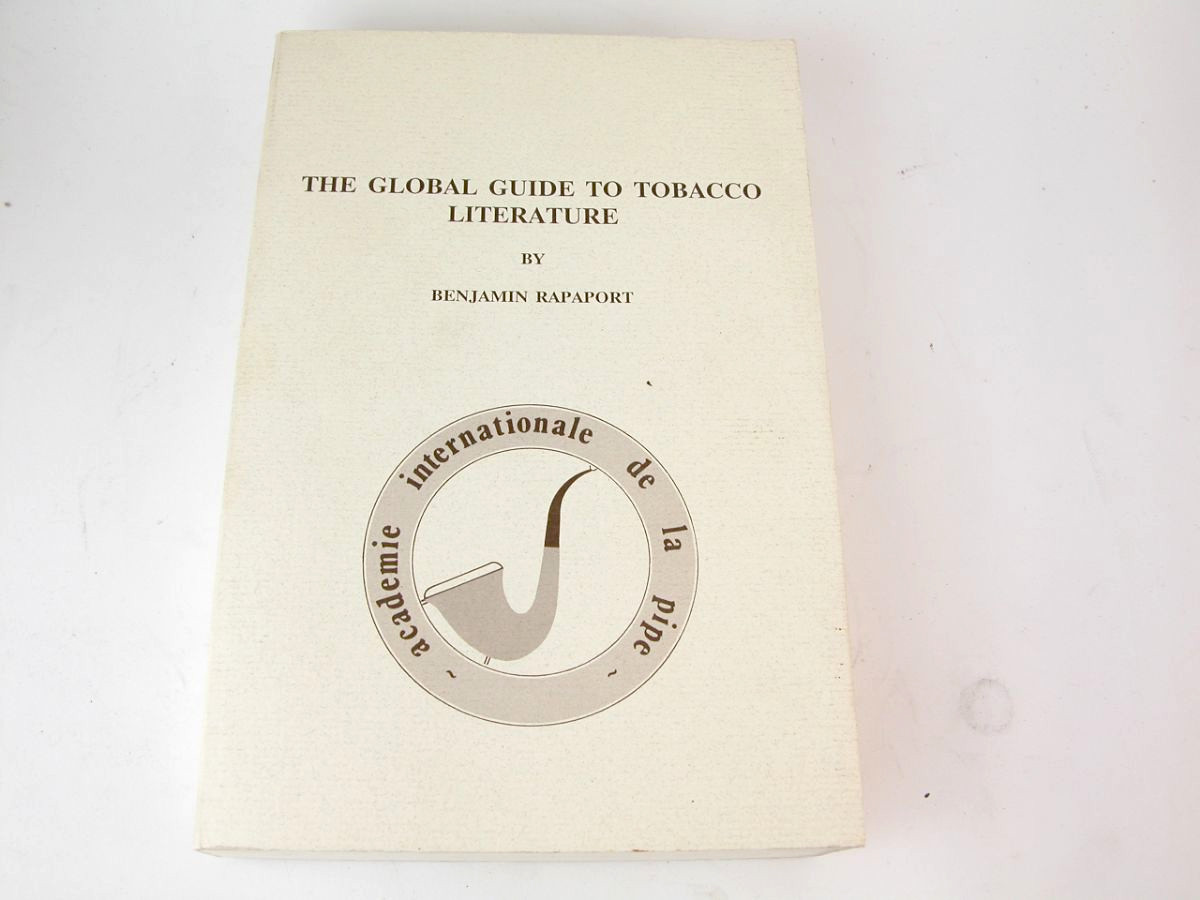 THE GLOBAL GUIDE TO TOBACCO
LITERATURE
BY
BENJAMIN RAPAPORT
~ academie internationale de la pipe ~